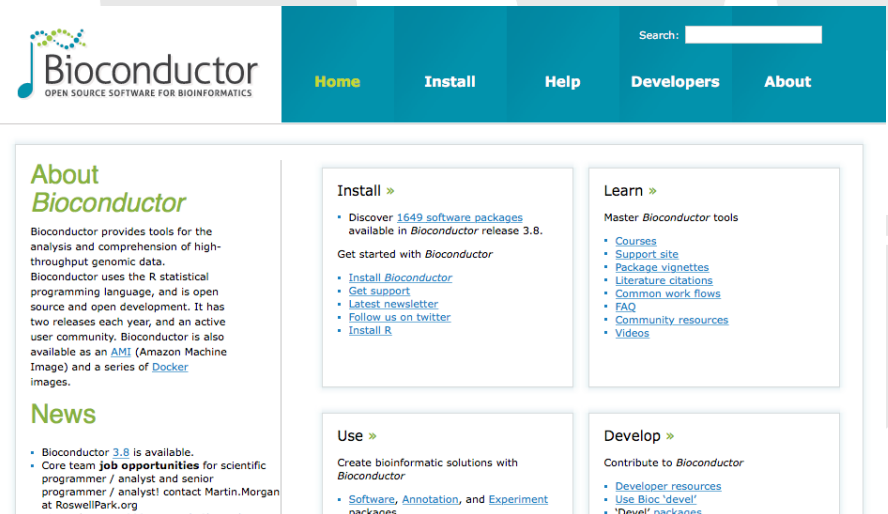 Bioconductor
OPEN SOURCE SOFTWARE FOR BIOINFORMATICS
Search:
Home
Install
Help
Developers
About
About
Bioconductor
Bioconductor provides tools for the
analysis and comprehension of high-
throughput genomic data.
Bioconductor uses the R statistical
programming language, and is open
source and open development. It has
two releases each year, and an active
user community. Bioconductor is also
available as an AMI (Amazon Machine
Image) and a series of Docker
images.
News
Bioconductor 3.8 is available.
Core team job opportunities for scientific
programmer / analyst and senior
programmer / analyst! contact Martin.Morgan
at RoswellPark.org
Install »
Discover 1649 software packages
available in Bioconductor release 3.8.
Get started with Bioconductor
Install Bioconductor
Get support
Latest newsletter
Follow us on twitter
Install R
Learn »
Master Bioconductor tools
Courses
Support site
Package vignettes
Literature citations
Common work flows
FAQ
Community resources
Videos
Use »
Create bioinformatic solutions with
Bioconductor
Software, Annotation, and Experiment
packages
Develop »
Contribute to Bioconductor
Developer resources
Use Bioc 'devel'
'Devel' packages